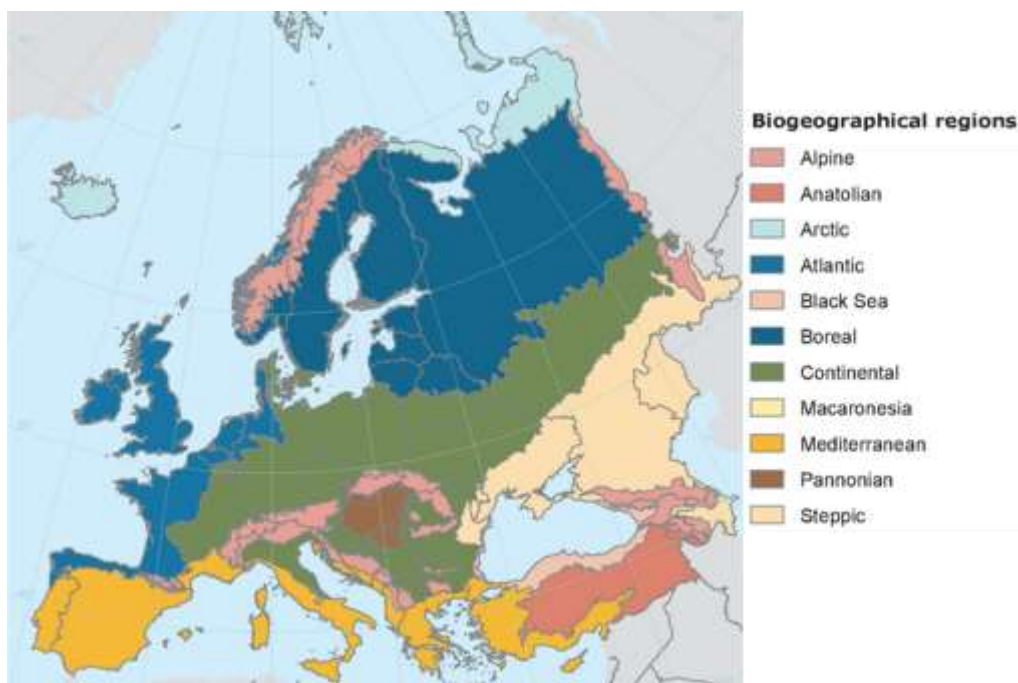 Biogeographical regions
Alpine
Anatolian
Arctic
Atlantic
Black Sea
Boreal
Continental
Macaronesia
Mediterranean
Pannonian
Steppic